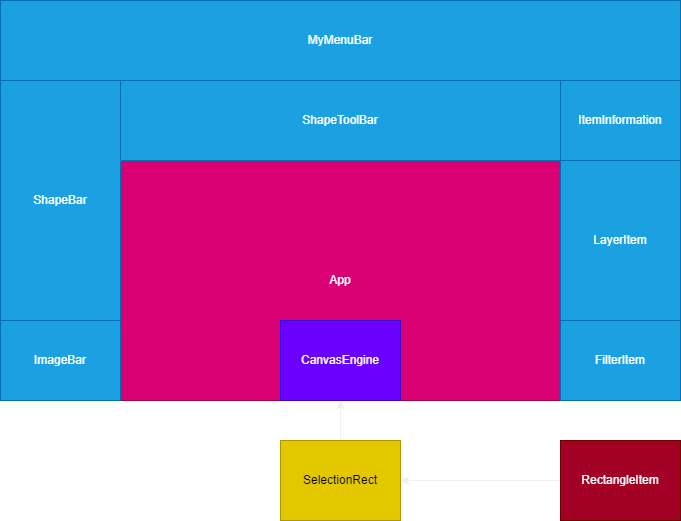 MyMenuBar
ShapeToolBar
ItemInformation
ShapeBar
LayerItem
App
ImageBar
CanvasEngine
FilterItem
SelectionRect
RectangleItem